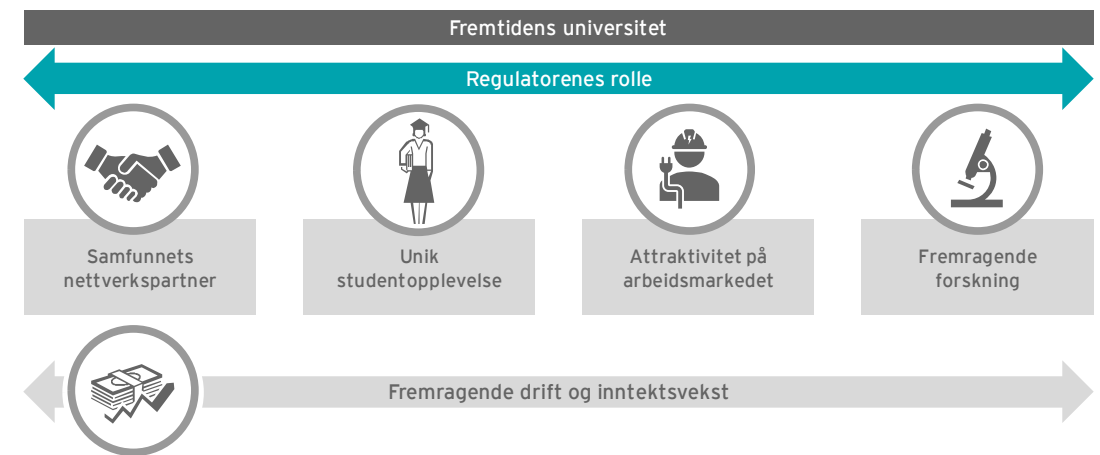 Fremtidens universitet
Regulatorenes rolle
Samfunnets
nettverkspartner
Unik
studentopplevelse
Attraktivitet på
arbeidsmarkedet
Fremragende
forskning
Fremragende drift og inntektsvekst